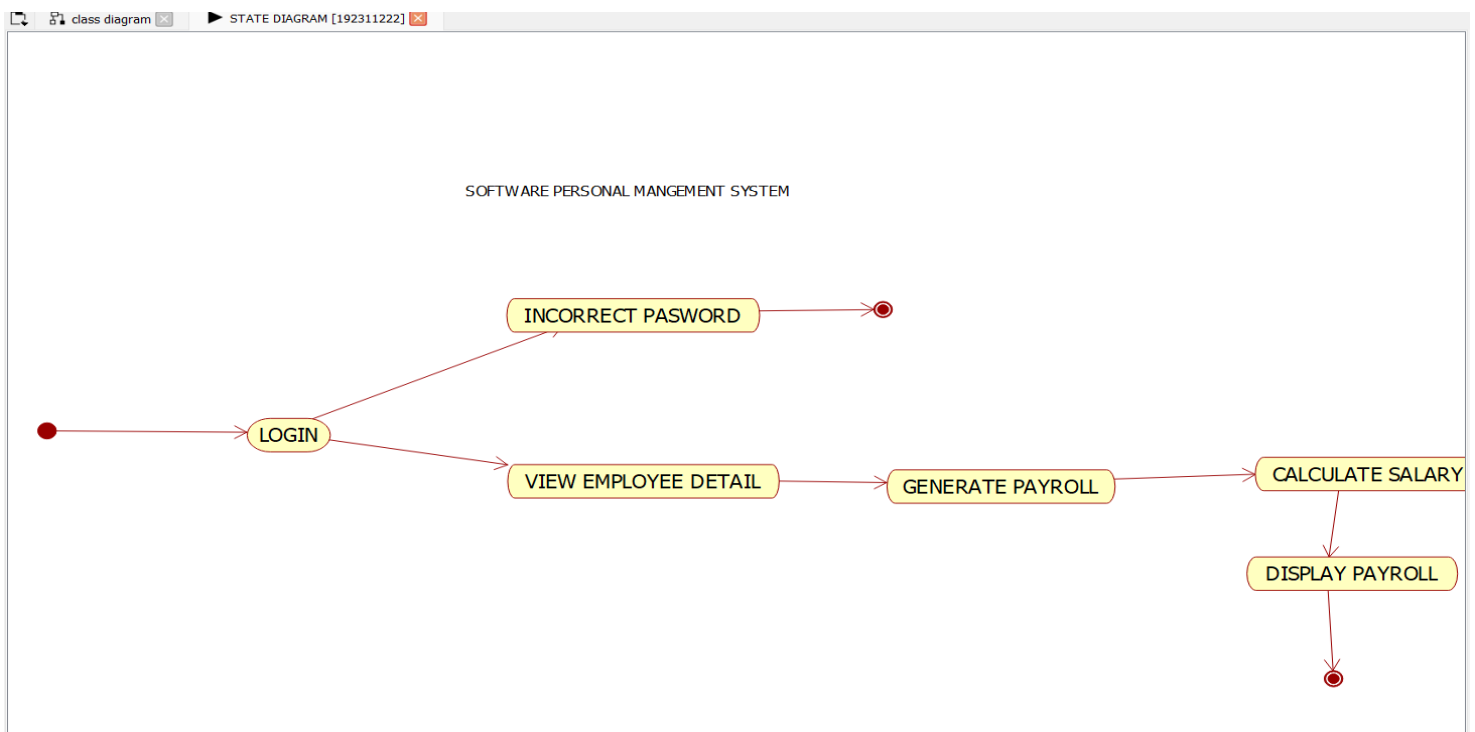 class diagram STATE DIAGRAM [192311222]
SOFTWARE PERSONAL MANGEMENT SYSTEM
INCORRECT PASWORD
LOGIN
VIEW EMPLOYEE DETAIL
GENERATE PAYROLL
CALCULATE SALARY
DISPLAY PAYROLL